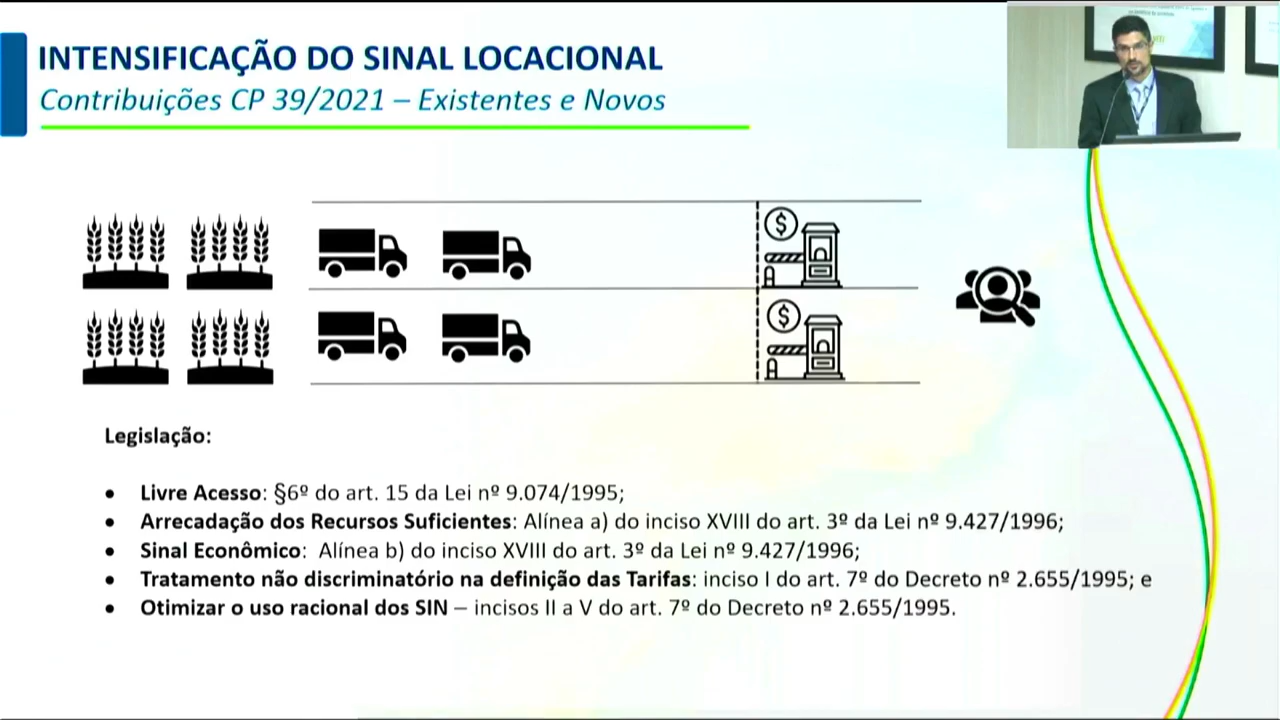 INTENSIFICAÇÃO DO SINAL LOCACIONAL
Contribuições CP 39/2021 – Existentes e Novos
$
$
Legislação:
• Livre Acesso: §6º do art. 15 da Lei nº 9.074/1995;
• Arrecadação dos Recursos Suficientes: Alínea a) do inciso XVIII do art. 3º da Lei nº 9.427/1996;
• Sinal Econômico: Alínea b) do inciso XVIII do art. 3º da Lei nº 9.427/1996;
• Tratamento não discriminatório na definição das Tarifas: inciso I do art. 7º do Decreto nº 2.655/1995; e
• Otimizar o uso racional dos SIN – incisos II a V do art. 7º do Decreto nº 2.655/1995.